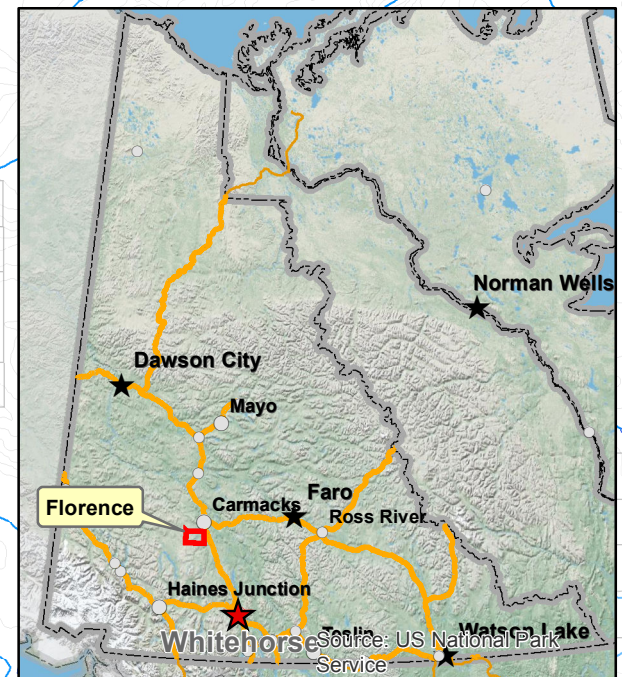 Norman Wells
Dawson City
Mayo
Florence
Carmacks
Faro
Ross River
Haines Junction
Whitehorse
Teslin
Watson Lake
Source: US National Park
Service